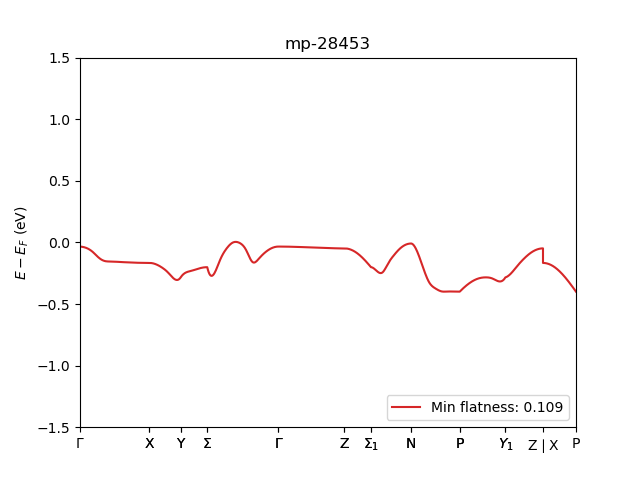 mp-28453
E − E_F (eV)
1.5
1.0
0.5
0.0
−0.5
−1.0
−1.5
Min flatness: 0.109
Γ X Y Σ Γ Z Σ₁ N P Y₁ Z | X P